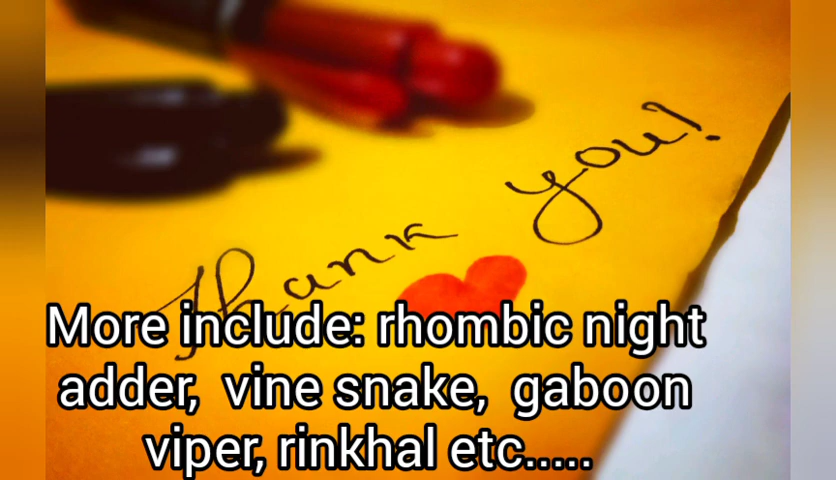 Thank you!
More include: rhombic night
adder, vine snake, gaboon
viper, rinkhal etc.....